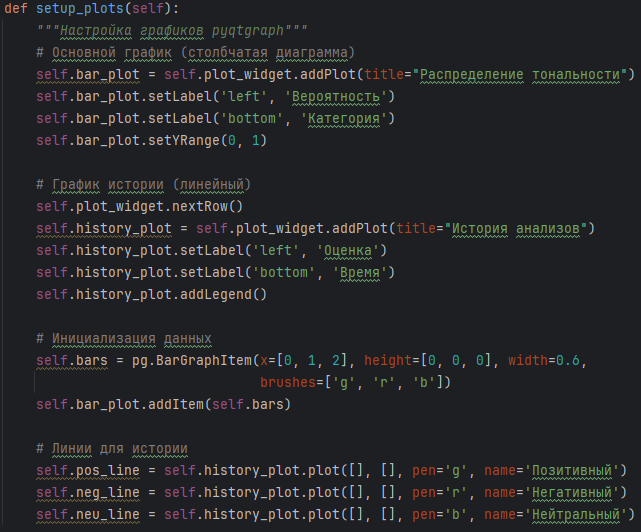 def setup_plots(self):
    """Настройка графиков pyqtgraph"""
    # Основной график (столбчатая диаграмма)
    self.bar_plot = self.plot_widget.addPlot(title="Распределение тональности")
    self.bar_plot.setLabel('left', 'Вероятность')
    self.bar_plot.setLabel('bottom', 'Категория')
    self.bar_plot.setYRange(0, 1)

    # График истории (линейный)
    self.plot_widget.nextRow()
    self.history_plot = self.plot_widget.addPlot(title="История анализов")
    self.history_plot.setLabel('left', 'Оценка')
    self.history_plot.setLabel('bottom', 'Время')
    self.history_plot.addLegend()

    # Инициализация данных
    self.bars = pg.BarGraphItem(x=[0, 1, 2], height=[0, 0, 0], width=0.6,
                                brushes=['g', 'r', 'b'])
    self.bar_plot.addItem(self.bars)

    # Линии для истории
    self.pos_line = self.history_plot.plot([], [], pen='g', name='Позитивный')
    self.neg_line = self.history_plot.plot([], [], pen='r', name='Негативный')
    self.neu_line = self.history_plot.plot([], [], pen='b', name='Нейтральный')